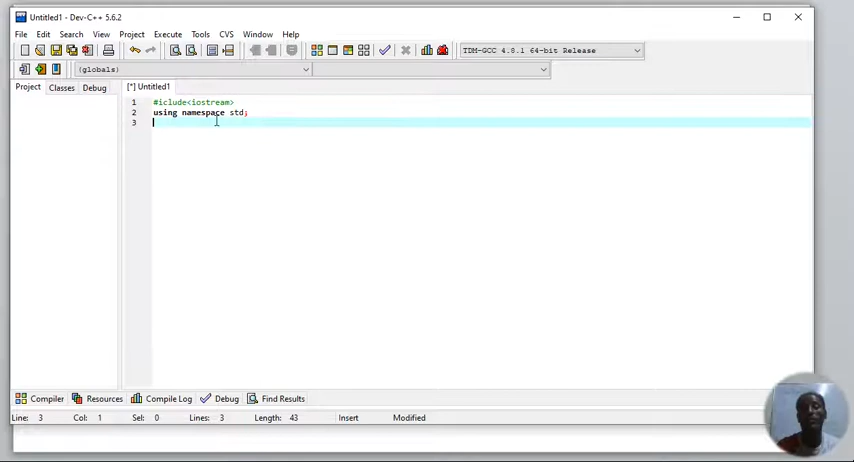 Untitled1 - Dev-C++ 5.6.2
File Edit Search View Project Execute Tools CVS Window Help
TDM-GCC 4.8.1 64-bit Release
(globals)
Project Classes Debug [*] Untitled1
1 #iclude<iostream>
2 using namespace std;
3
Compiler Resources Compile Log Debug Find Results
Line: 3 Col: 1 Sel: 0 Lines: 3 Length: 43 Insert Modified